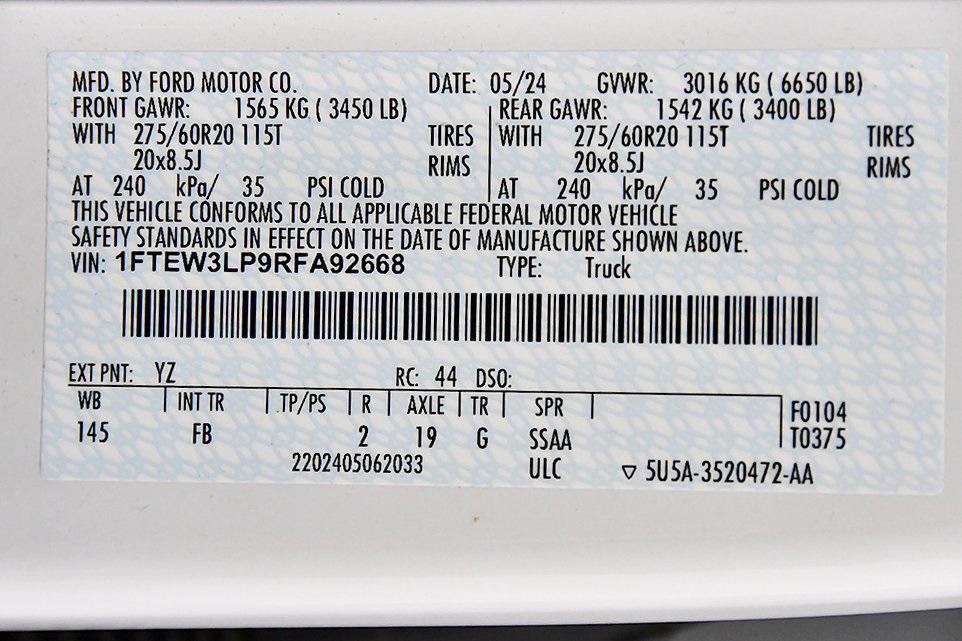 MFD. BY FORD MOTOR CO. DATE: 05/24 GVWR: 3016 KG ( 6650 LB)
FRONT GAWR: 1565 KG ( 3450 LB) REAR GAWR: 1542 KG ( 3400 LB)
WITH 275/60R20 115T TIRES WITH 275/60R20 115T TIRES
20x8.5J RIMS 20x8.5J RIMS
AT 240 kPa/ 35 PSI COLD AT 240 kPa/ 35 PSI COLD
THIS VEHICLE CONFORMS TO ALL APPLICABLE FEDERAL MOTOR VEHICLE
SAFETY STANDARDS IN EFFECT ON THE DATE OF MANUFACTURE SHOWN ABOVE.
VIN: 1FTEW3LP9RFA92668 TYPE: Truck
EXT PNT: YZ RC: 44 DSO:
WB INT TR TP/PS R AXLE TR SPR F0104
145 FB 2 19 G SSAA T0375
2202405062033 ULC ▽ 5U5A-3520472-AA